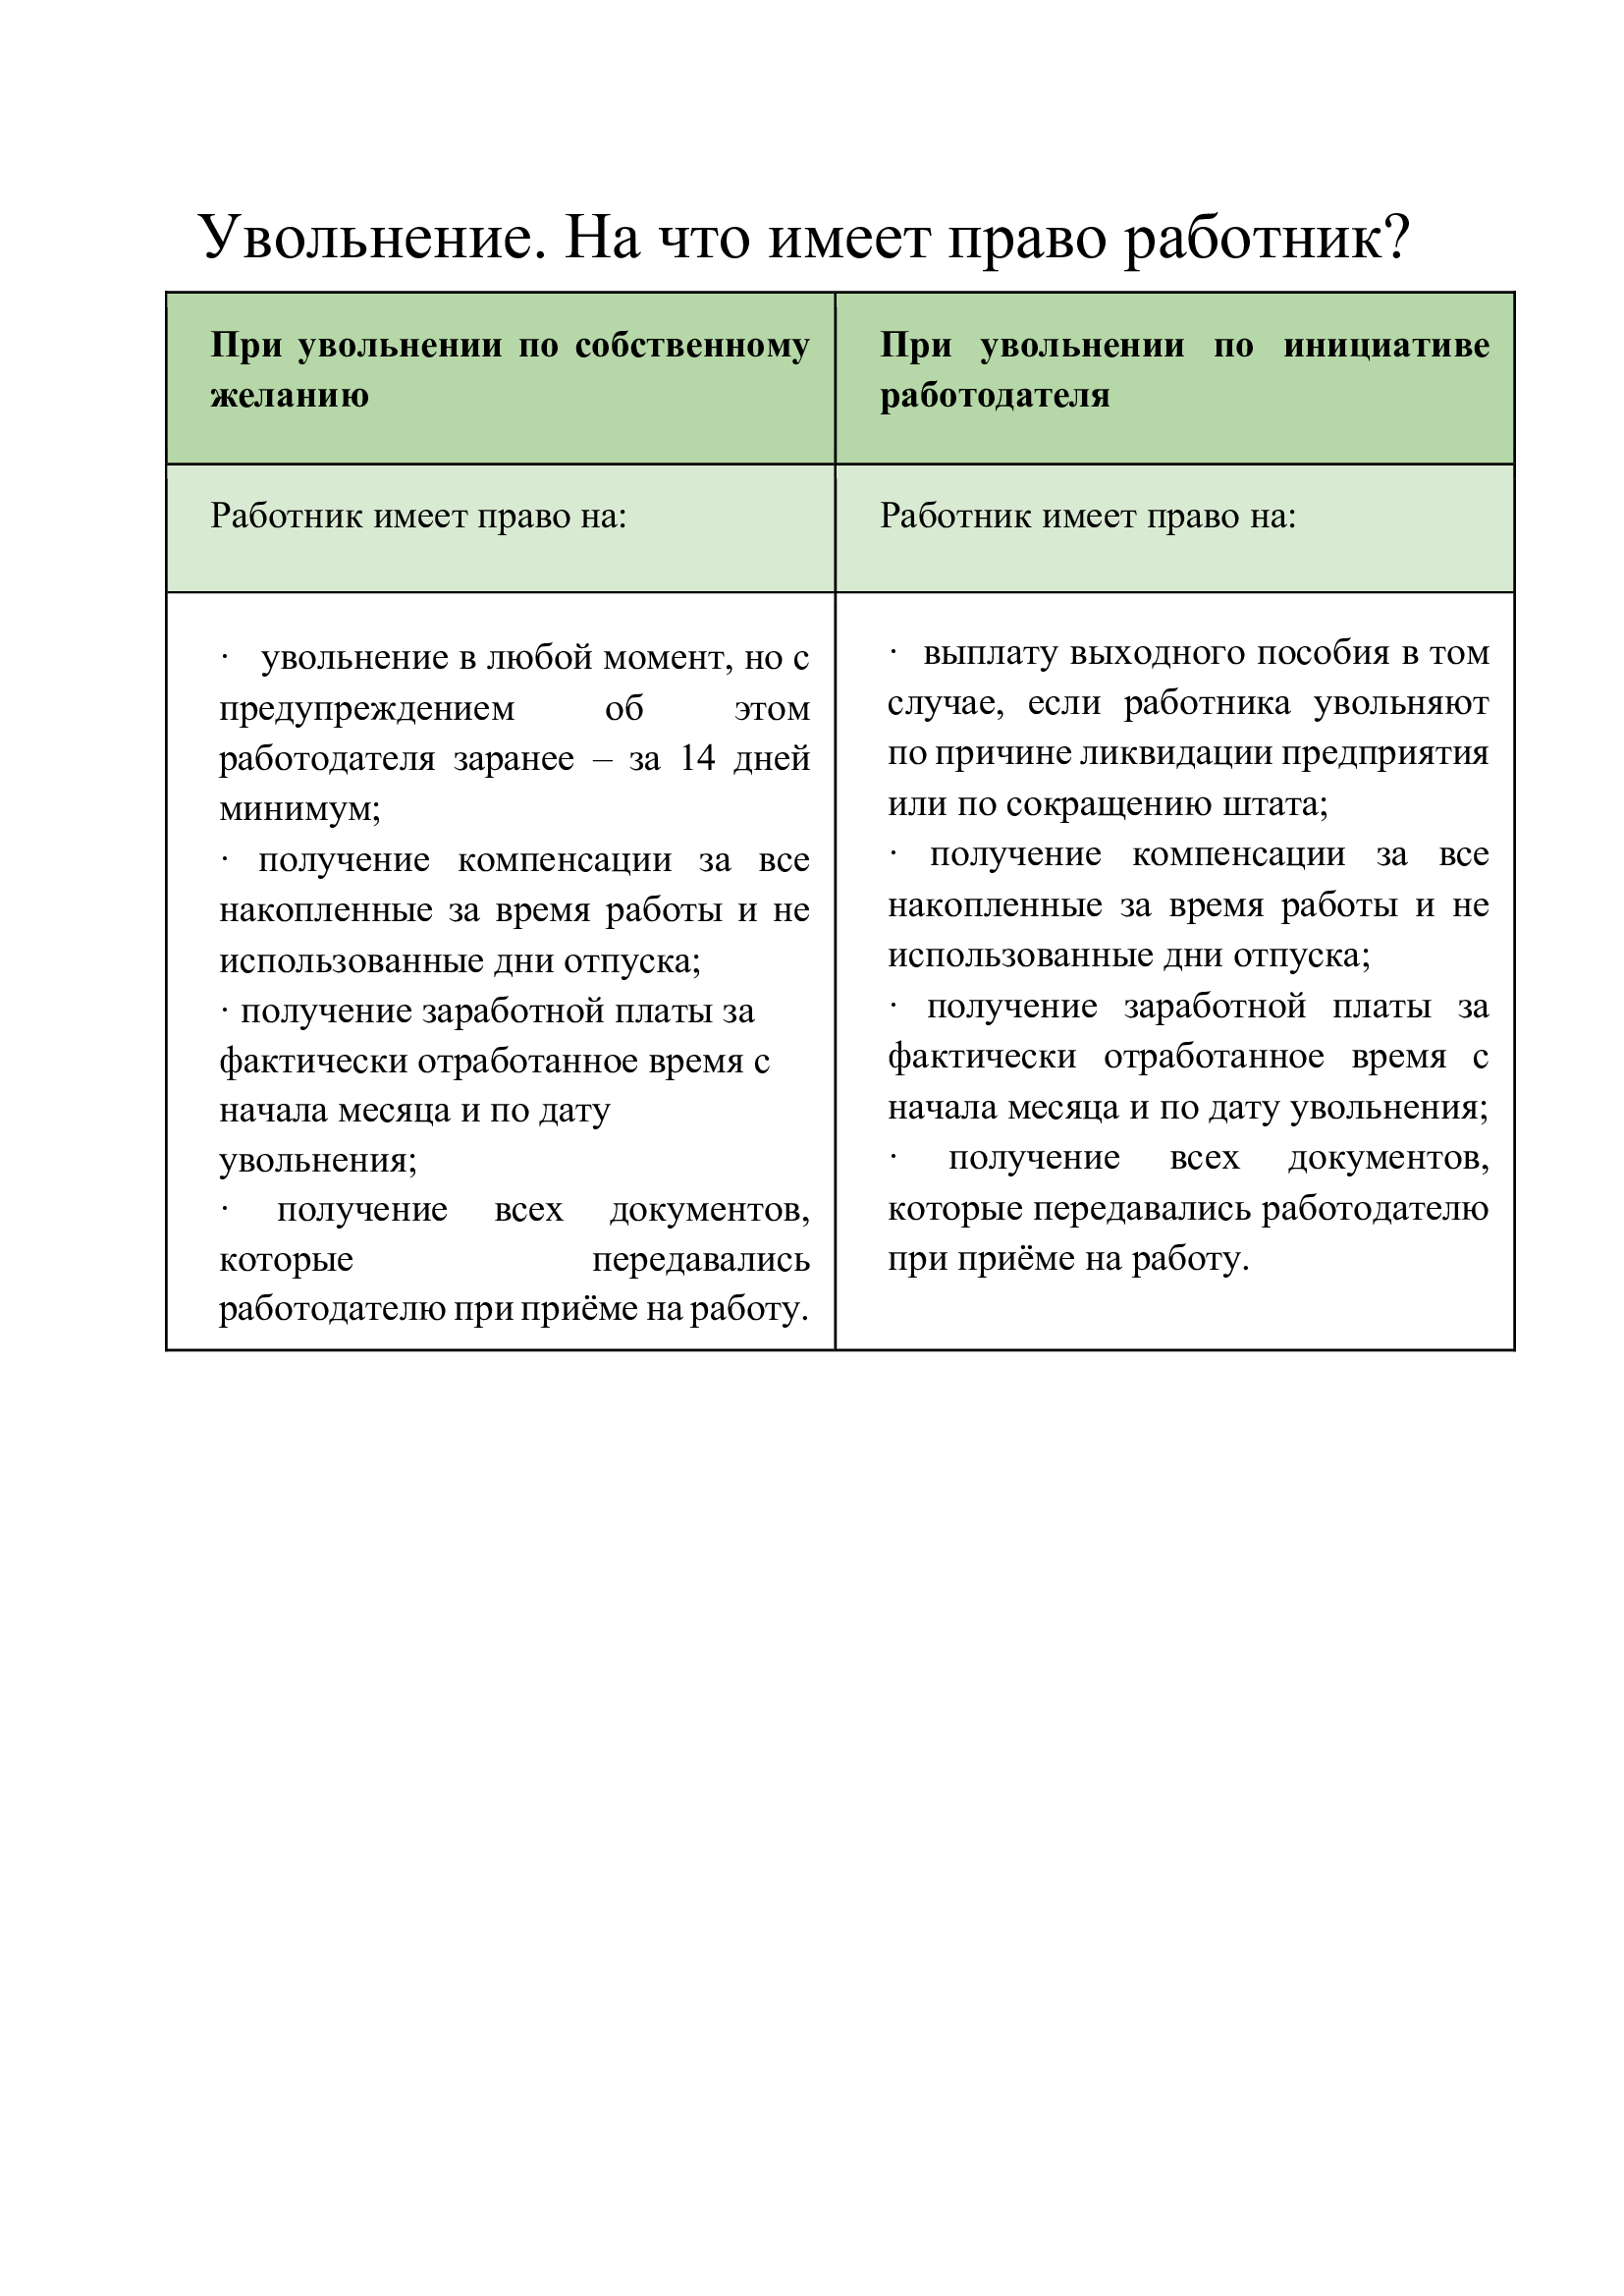 Увольнение. На что имеет право работник?
При увольнении по собственному
желанию
При увольнении по инициативе
работодателя
Работник имеет право на:
Работник имеет право на:
· увольнение в любой момент, но с
предупреждением об этом
работодателя заранее – за 14 дней
минимум;
· получение компенсации за все
накопленные за время работы и не
использованные дни отпуска;
· получение заработной платы за
фактически отработанное время с
начала месяца и по дату
увольнения;
· получение всех документов,
которые передавались
работодателю при приёме на работу.
· выплату выходного пособия в том
случае, если работника увольняют
по причине ликвидации предприятия
или по сокращению штата;
· получение компенсации за все
накопленные за время работы и не
использованные дни отпуска;
· получение заработной платы за
фактически отработанное время с
начала месяца и по дату увольнения;
· получение всех документов,
которые передавались работодателю
при приёме на работу.